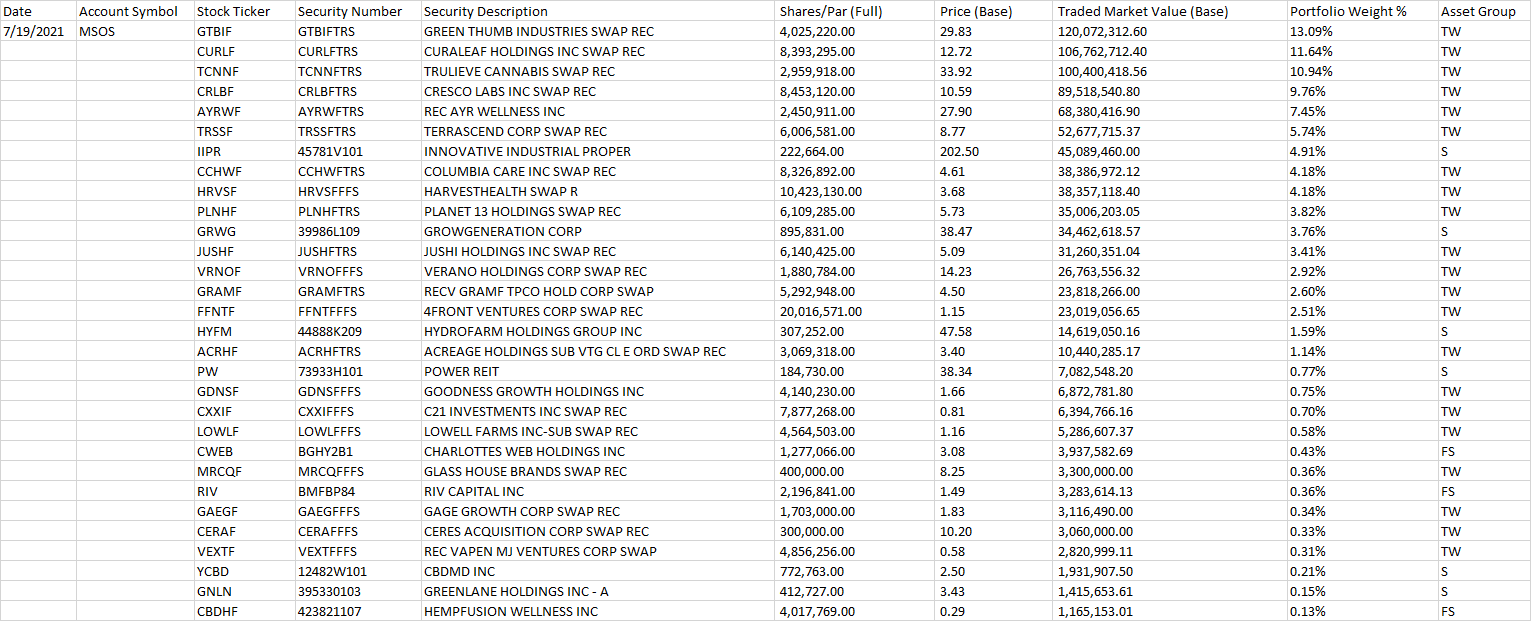 Date Account Symbol Stock Ticker Security Number Security Description Shares/Par (Full) Price (Base) Traded Market Value (Base) Portfolio Weight % Asset Group
7/19/2021 MSOS GTBIF GTBIFTRS GREEN THUMB INDUSTRIES SWAP REC 4,025,220.00 29.83 120,072,312.60 13.09% TW
CURLF CURLFTRS CURALEAF HOLDINGS INC SWAP REC 8,393,295.00 12.72 106,762,712.40 11.64% TW
TCNNF TCNNFTRS TRULIEVE CANNABIS SWAP REC 2,959,918.00 33.92 100,400,418.56 10.94% TW
CRLBF CRLBFTRS CRESCO LABS INC SWAP REC 8,453,120.00 10.59 89,518,540.80 9.76% TW
AYRWF AYRWFTRS REC AYR WELLNESS INC 2,450,911.00 27.90 68,380,416.90 7.45% TW
TRSSF TRSSFTRS TERRASCEND CORP SWAP REC 6,006,581.00 8.77 52,677,715.37 5.74% TW
IIPR 45781V101 INNOVATIVE INDUSTRIAL PROPER 222,664.00 202.50 45,089,460.00 4.91% S
CCHWF CCHWFTRS COLUMBIA CARE INC SWAP REC 8,326,892.00 4.61 38,386,972.12 4.18% TW
HRVSF HRVSFFFS HARVESTHEALTH SWAP R 10,423,130.00 3.68 38,357,118.40 4.18% TW
PLNHF PLNHFTRS PLANET 13 HOLDINGS SWAP REC 6,109,285.00 5.73 35,006,203.05 3.82% TW
GRWG 39986L109 GROWGENERATION CORP 895,831.00 38.47 34,462,618.57 3.76% S
JUSHF JUSHFTRS JUSHI HOLDINGS INC SWAP REC 6,140,425.00 5.09 31,260,351.04 3.41% TW
VRNOF VRNOFFFS VERANO HOLDINGS CORP SWAP REC 1,880,784.00 14.23 26,763,556.32 2.92% TW
GRAMF GRAMFTRS RECV GRAMF TPCO HOLD CORP SWAP 5,292,948.00 4.50 23,818,266.00 2.60% TW
FFNTF FFNTFFFS 4FRONT VENTURES CORP SWAP REC 20,016,571.00 1.15 23,019,056.65 2.51% TW
HYFM 44888K209 HYDROFARM HOLDINGS GROUP INC 307,252.00 47.58 14,619,050.16 1.59% S
ACRHF ACRHFTRS ACREAGE HOLDINGS SUB VTG CL E ORD SWAP REC 3,069,318.00 3.40 10,440,285.17 1.14% TW
PW 73933H101 POWER REIT 184,730.00 38.34 7,082,548.20 0.77% S
GDNSF GDNSFFFS GOODNESS GROWTH HOLDINGS INC 4,140,230.00 1.66 6,872,781.80 0.75% TW
CXXIF CXXIFFFS C21 INVESTMENTS INC SWAP REC 7,877,268.00 0.81 6,394,766.16 0.70% TW
LOWLF LOWLFFFS LOWELL FARMS INC-SUB SWAP REC 4,564,503.00 1.16 5,286,607.37 0.58% TW
CWEB BGHY2B1 CHARLOTTES WEB HOLDINGS INC 1,277,066.00 3.08 3,937,582.69 0.43% FS
MRCQF MRCQFFFS GLASS HOUSE BRANDS SWAP REC 400,000.00 8.25 3,300,000.00 0.36% TW
RIV BMFBP84 RIV CAPITAL INC 2,196,841.00 1.49 3,283,614.13 0.36% FS
GAEGF GAEGFFFS GAGE GROWTH CORP SWAP REC 1,703,000.00 1.83 3,116,490.00 0.34% TW
CERAF CERAFFFS CERES ACQUISITION CORP SWAP REC 300,000.00 10.20 3,060,000.00 0.33% TW
VEXTF VEXTFFFS REC VAPEN MJ VENTURES CORP SWAP 4,856,256.00 0.58 2,820,999.11 0.31% TW
YCBD 12482W101 CBDMD INC 772,763.00 2.50 1,931,907.50 0.21% S
GNLN 395330103 GREENLANE HOLDINGS INC - A 412,727.00 3.43 1,415,653.61 0.15% S
CBDHF 423821107 HEMPFUSION WELLNESS INC 4,017,769.00 0.29 1,165,153.01 0.13% FS